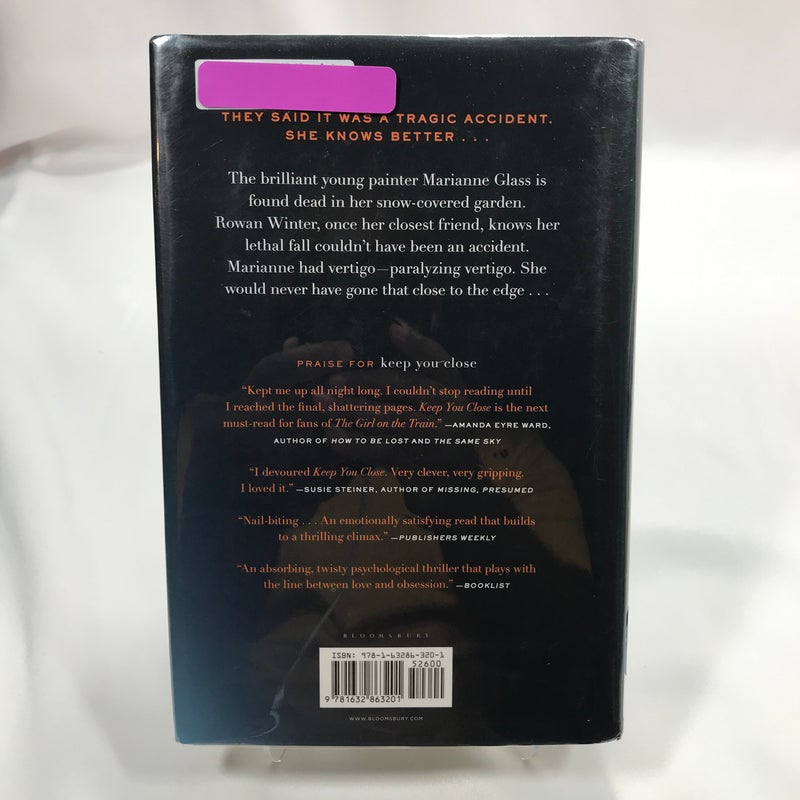 THEY SAID IT WAS A TRAGIC ACCIDENT.
SHE KNOWS BETTER . . .
The brilliant young painter Marianne Glass is
found dead in her snow-covered garden.
Rowan Winter, once her closest friend, knows her
lethal fall couldn't have been an accident.
Marianne had vertigo—paralyzing vertigo. She
would never have gone that close to the edge . . .
PRAISE FOR keep you close
“Kept me up all night long. I couldn't stop reading until
I reached the final, shattering pages. Keep You Close is the next
must-read for fans of The Girl on the Train.” —AMANDA EYRE WARD,
AUTHOR OF HOW TO BE LOST AND THE SAME SKY
“I devoured Keep You Close. Very clever, very gripping.
I loved it.” —SUSIE STEINER, AUTHOR OF MISSING, PRESUMED
“Nail-biting . . . An emotionally satisfying read that builds
to a thrilling climax.” —PUBLISHERS WEEKLY
“An absorbing, twisty psychological thriller that plays with
the line between love and obsession.” —BOOKLIST
BLOOMSBURY
ISBN: 978-1-63286-320-1
52600
9 781632 863201
WWW.BLOOMSBURY.COM